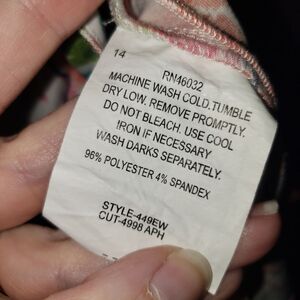 14
RN46032
MACHINE WASH COLD. TUMBLE
DRY LOW. REMOVE PROMPTLY.
DO NOT BLEACH. USE COOL
IRON IF NECESSARY
WASH DARKS SEPARATELY.
96% POLYESTER 4% SPANDEX
STYLE-449EW
CUT-4998 APH